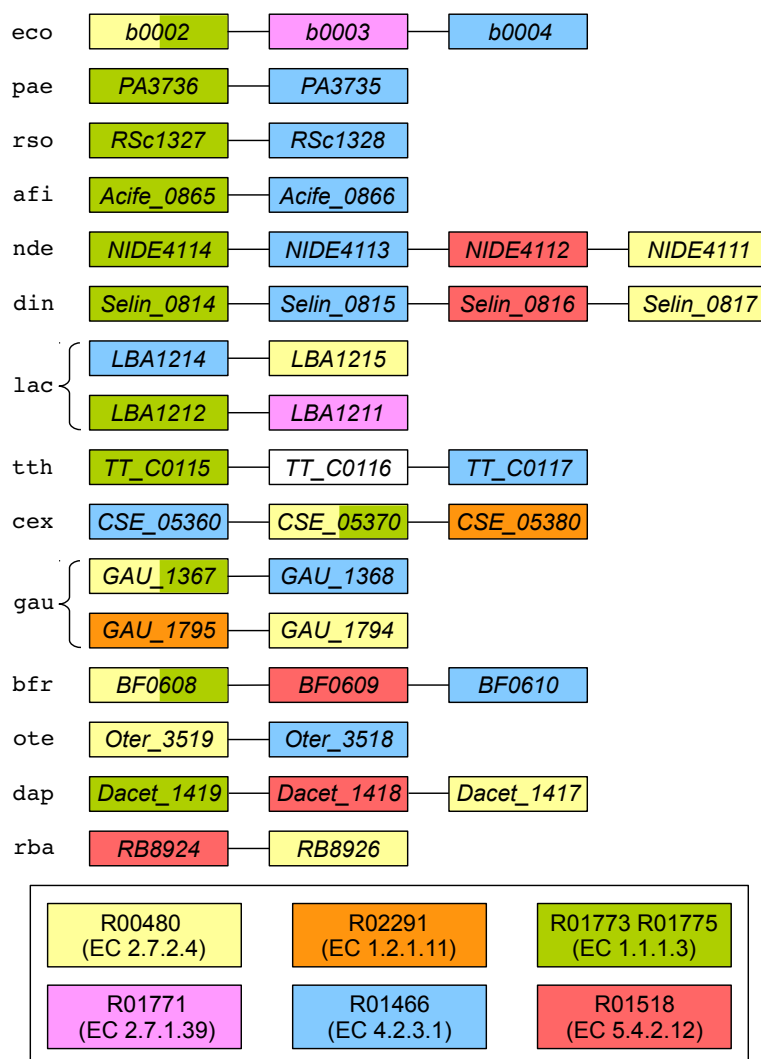 eco b0002 b0003 b0004
pae PA3736 PA3735
rso RSc1327 RSc1328
afi Acife_0865 Acife_0866
nde NIDE4114 NIDE4113 NIDE4112 NIDE4111
din Selin_0814 Selin_0815 Selin_0816 Selin_0817
LBA1214 LBA1215
lac
LBA1212 LBA1211
tth TT_C0115 TT_C0116 TT_C0117
cex CSE_05360 CSE_05370 CSE_05380
GAU_1367 GAU_1368
gau
GAU_1795 GAU_1794
bfr BF0608 BF0609 BF0610
ote Oter_3519 Oter_3518
dap Dacet_1419 Dacet_1418 Dacet_1417
rba RB8924 RB8926
R00480 R02291 R01773 R01775
(EC 2.7.2.4) (EC 1.2.1.11) (EC 1.1.1.3)
R01771 R01466 R01518
(EC 2.7.1.39) (EC 4.2.3.1) (EC 5.4.2.12)